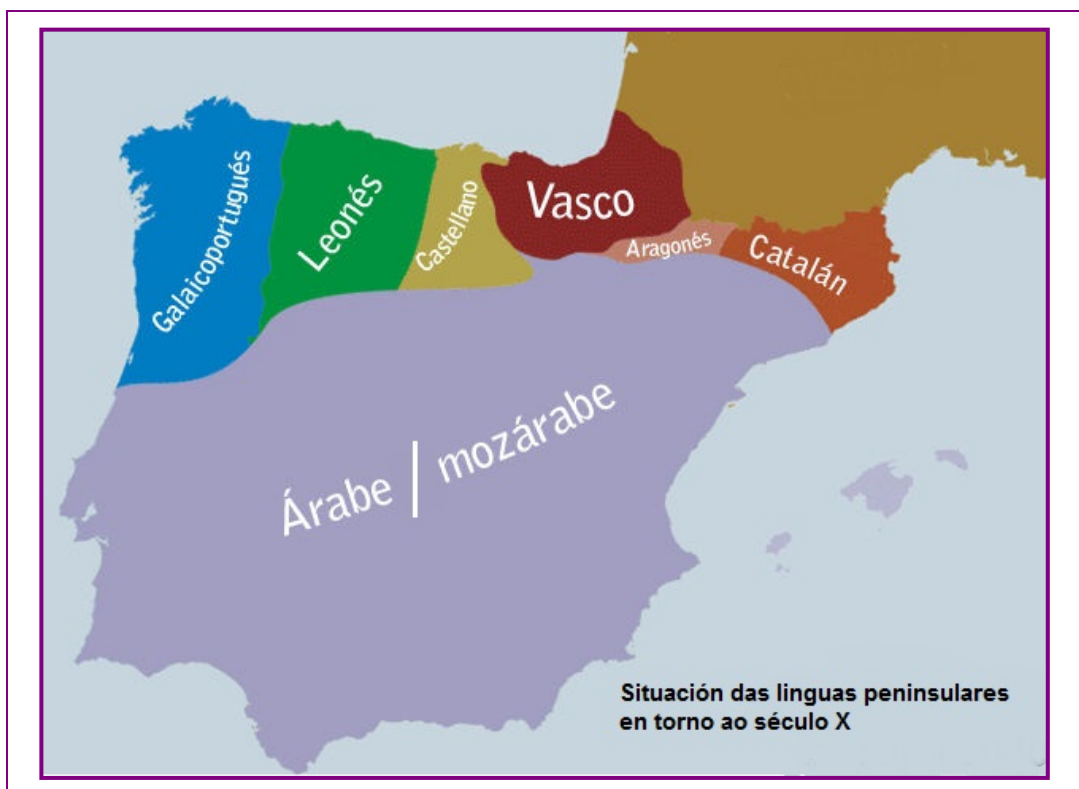 Galaicoportugués
Leonés
Castellano
Vasco
Aragonés
Catalán
Árabe / mozárabe
Situación das linguas peninsulares
en torno ao século X